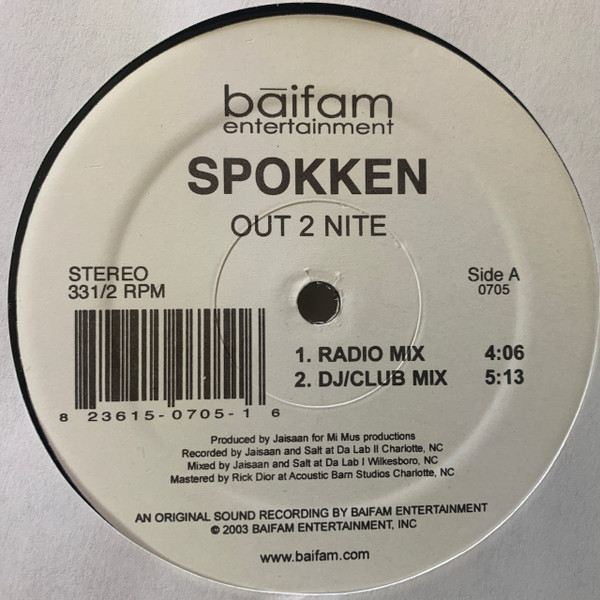 bāifam
entertainment
SPOKKEN
OUT 2 NITE
STEREO
331/2 RPM
Side A
0705
1. RADIO MIX 4:06
2. DJ/CLUB MIX 5:13
8 23615-0705-1 6
Produced by Jaisaan for Mi Mus productions
Recorded by Jaisaan and Salt at Da Lab II Charlotte, NC
Mixed by Jaisaan and Salt at Da Lab I Wilkesboro, NC
Mastered by Rick Dior at Acoustic Barn Studios Charlotte, NC
AN ORIGINAL SOUND RECORDING BY BAIFAM ENTERTAINMENT
© 2003 BAIFAM ENTERTAINMENT, INC
www.baifam.com